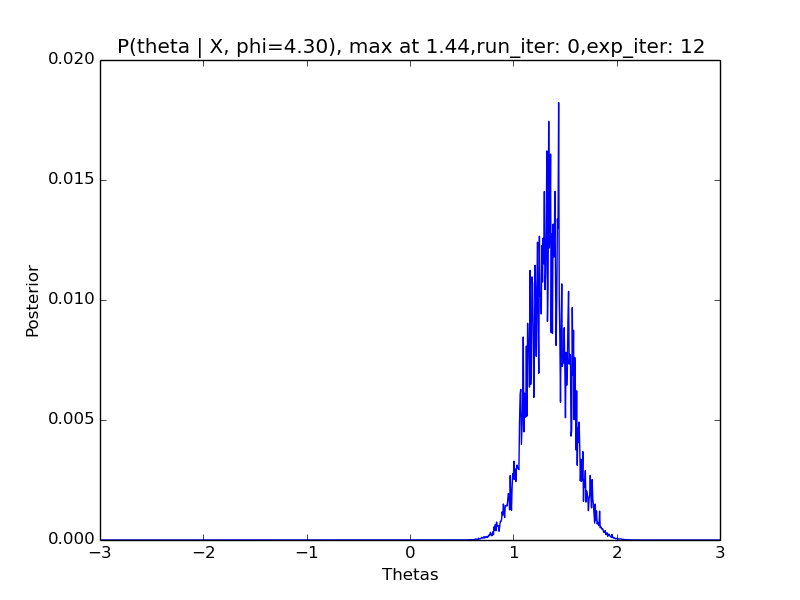 P(theta | X, phi=4.30), max at 1.44,run_iter: 0,exp_iter: 12
0.020
0.015
0.010
0.005
0.000
Posterior
−3 −2 −1 0 1 2 3
Thetas